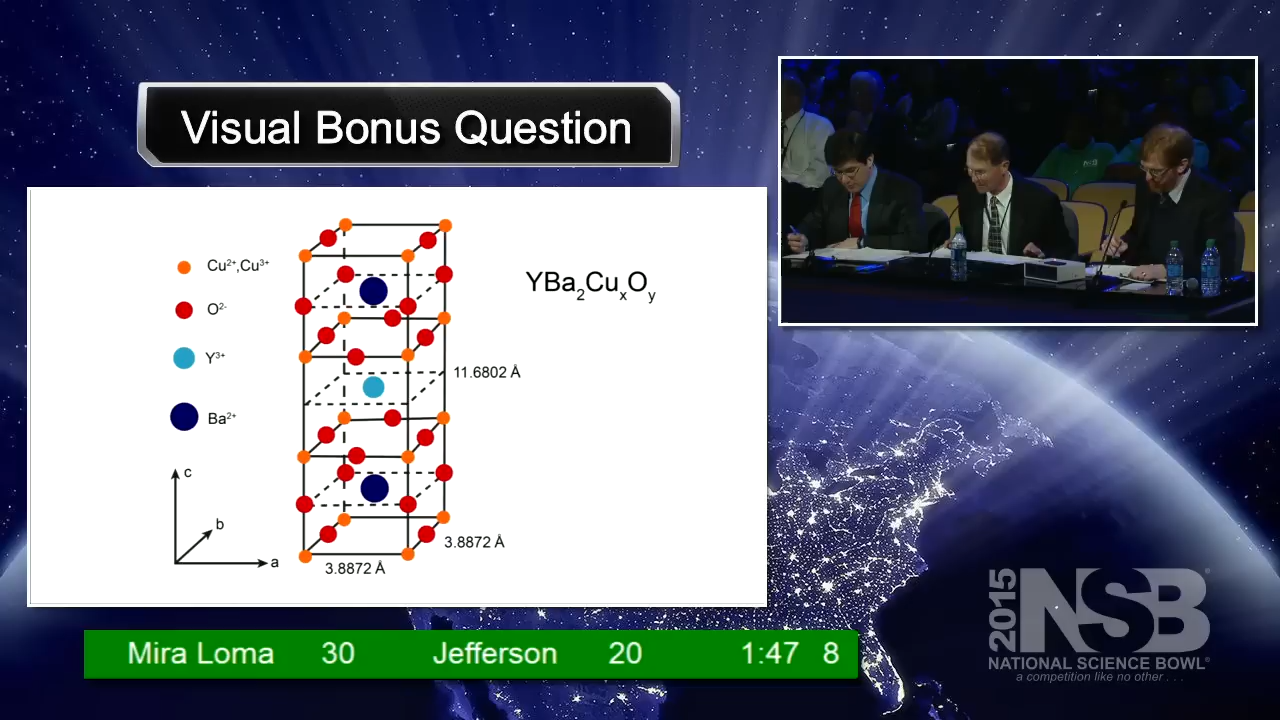 Visual Bonus Question
Cu²⁺,Cu³⁺
O²⁻
Y³⁺
Ba²⁺
c
b
a
YBa₂CuₓOᵧ
11.6802 Å
3.8872 Å
3.8872 Å
Mira Loma 30 Jefferson 20 1:47 8
2015 NSB®
NATIONAL SCIENCE BOWL®
a competition like no other . . .